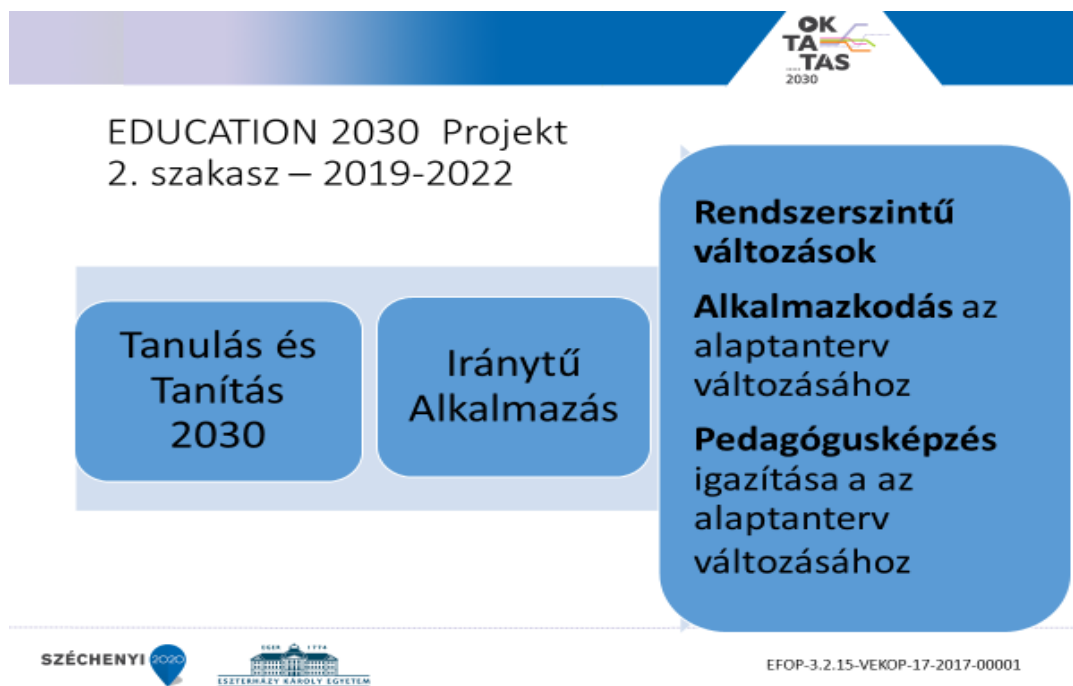 OK
TA
TAS
2030
EDUCATION 2030 Projekt
2. szakasz – 2019-2022
Tanulás és
Tanítás
2030
Iránytű
Alkalmazás
Rendszerszintű
változások
Alkalmazkodás az
alaptanterv
változásához
Pedagógusképzés
igazítása a az
alaptanterv
változásához
SZÉCHENYI 2020
EGER 1774
ESZTERHÁZY KÁROLY EGYETEM
EFOP-3.2.15-VEKOP-17-2017-00001